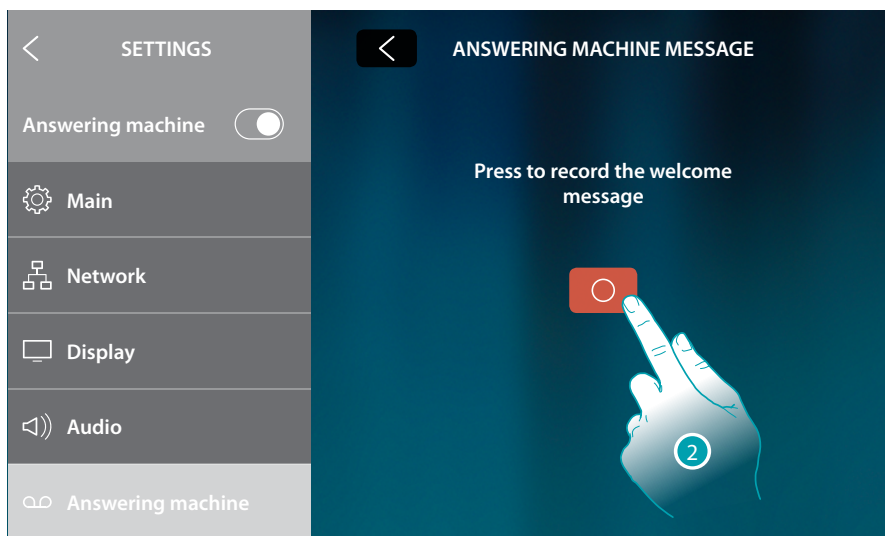 SETTINGS
Answering machine
Main
Network
Display
Audio
Answering machine
ANSWERING MACHINE MESSAGE
Press to record the welcome
message
2